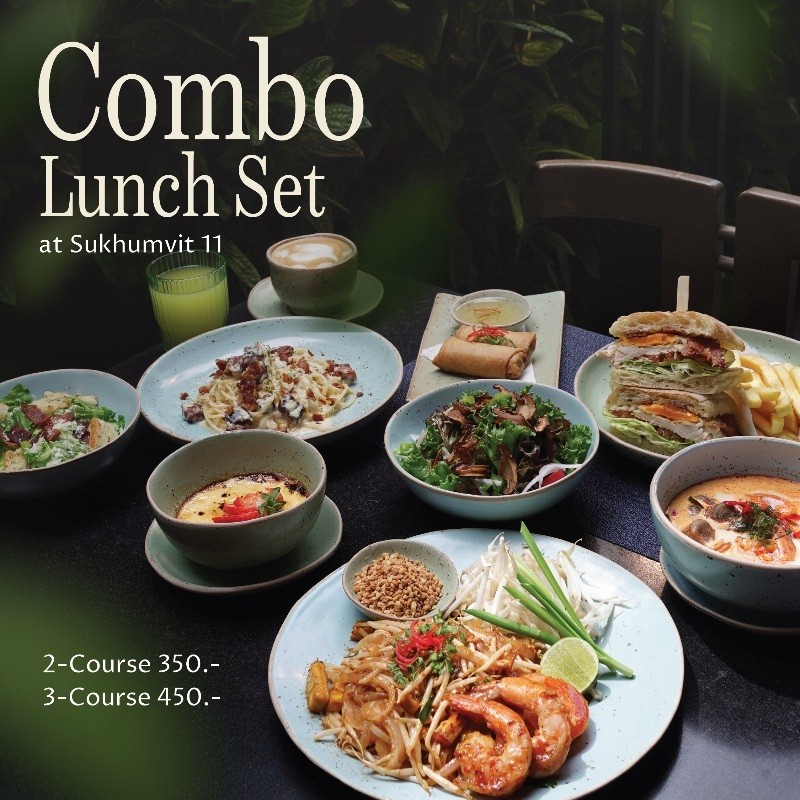 Combo
Lunch Set
at Sukhumvit 11
2-Course 350.-
3-Course 450.-